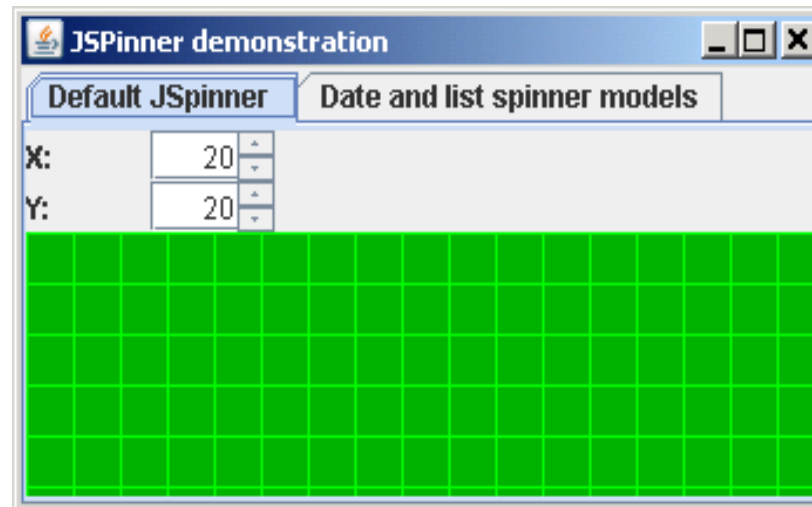 JSPinner demonstration
Default JSpinner Date and list spinner models
X: 20
Y: 20